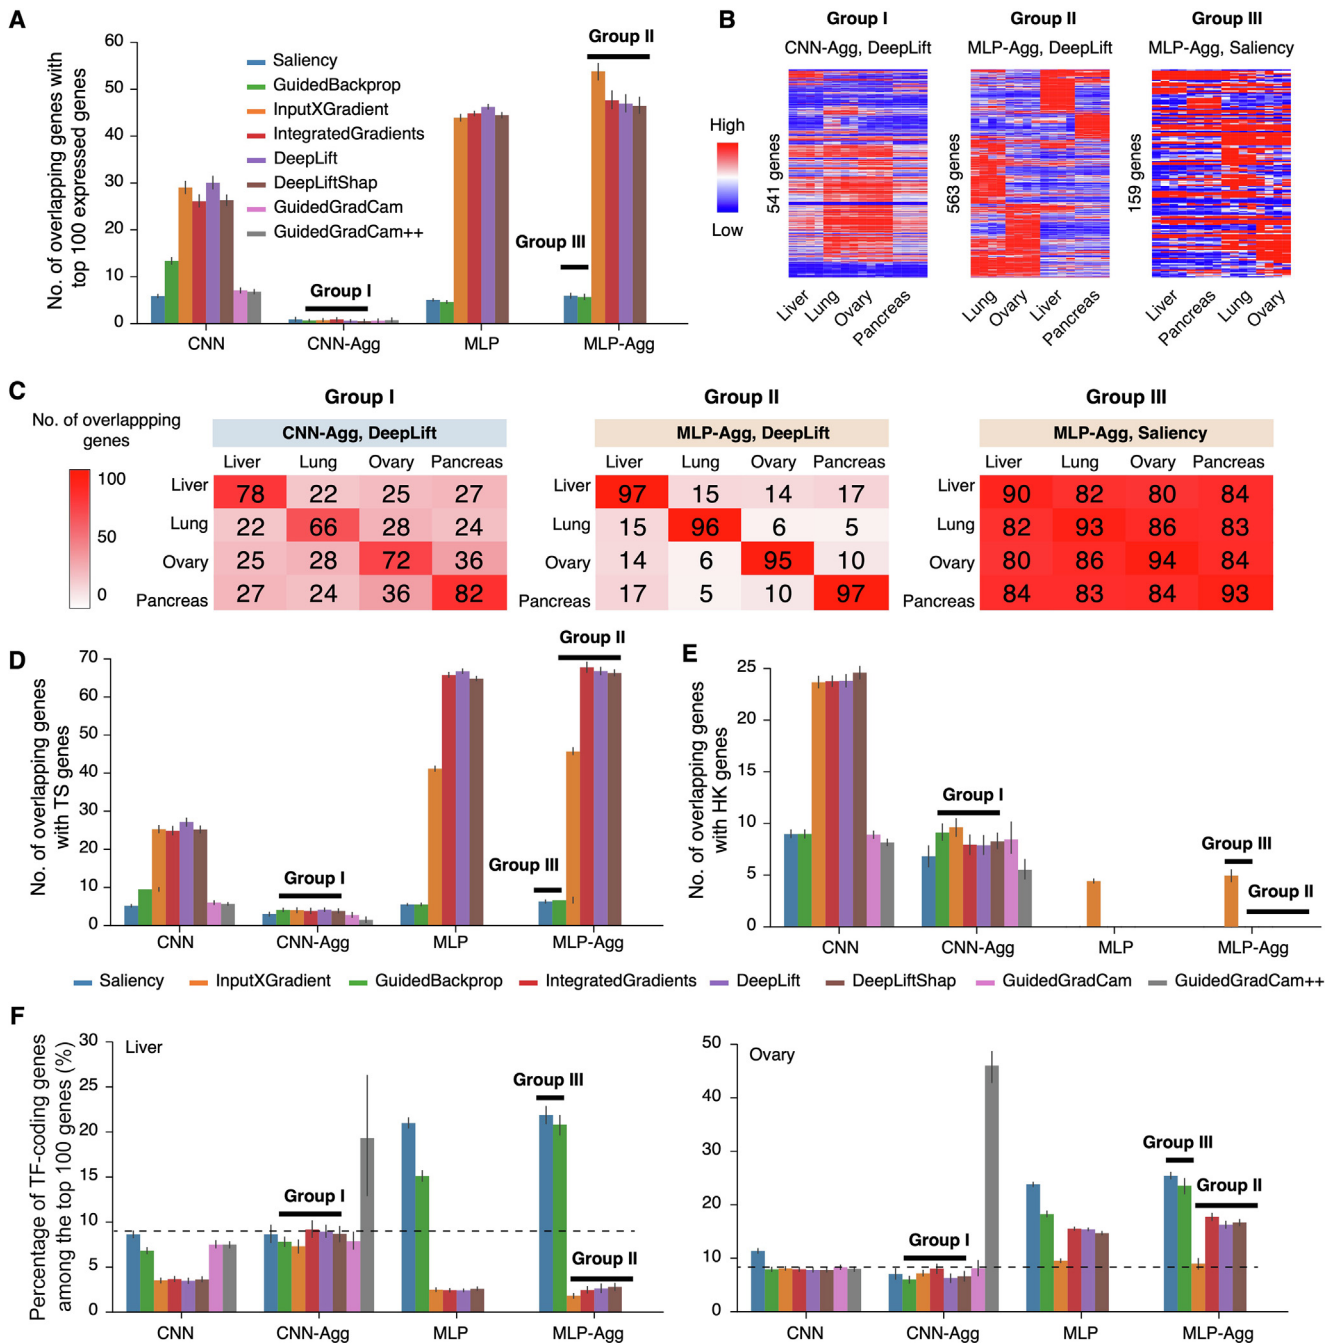 A
No. of overlapping genes with
top 100 expressed genes
60
50
40
30
20
10
0
Saliency
GuidedBackprop
InputXGradient
IntegratedGradients
DeepLift
DeepLiftShap
GuidedGradCam
GuidedGradCam++
Group I
Group III
Group II
CNN
CNN-Agg
MLP
MLP-Agg
B
Group I
Group II
Group III
CNN-Agg, DeepLift
MLP-Agg, DeepLift
MLP-Agg, Saliency
High
Low
541 genes
563 genes
159 genes
Liver
Lung
Ovary
Pancreas
Lung
Ovary
Liver
Pancreas
Liver
Pancreas
Lung
Ovary
C
No. of overlappping
genes
100
50
0
Group I
CNN-Agg, DeepLift
Liver Lung Ovary Pancreas
Liver 78 22 25 27
Lung 22 66 28 24
Ovary 25 28 72 36
Pancreas 27 24 36 82
Group II
MLP-Agg, DeepLift
Liver Lung Ovary Pancreas
Liver 97 15 14 17
Lung 15 96 6 5
Ovary 14 6 95 10
Pancreas 17 5 10 97
Group III
MLP-Agg, Saliency
Liver Lung Ovary Pancreas
Liver 90 82 80 84
Lung 82 93 86 83
Ovary 80 86 94 84
Pancreas 84 83 84 93
D
No. of overlapping genes
with TS genes
70
60
50
40
30
20
10
0
Group I
Group III
Group II
CNN
CNN-Agg
MLP
MLP-Agg
E
No. of overlapping genes
with HK genes
25
20
15
10
5
0
Group I
Group III
Group II
CNN
CNN-Agg
MLP
MLP-Agg
Saliency InputXGradient GuidedBackprop IntegratedGradients DeepLift DeepLiftShap GuidedGradCam GuidedGradCam++
F
Percentage of TF-coding genes
among the top 100 genes (%)
30
25
20
15
10
5
0
Liver
Group I
Group III
Group II
CNN
CNN-Agg
MLP
MLP-Agg
50
40
30
20
10
0
Ovary
Group I
Group III
Group II
CNN
CNN-Agg
MLP
MLP-Agg